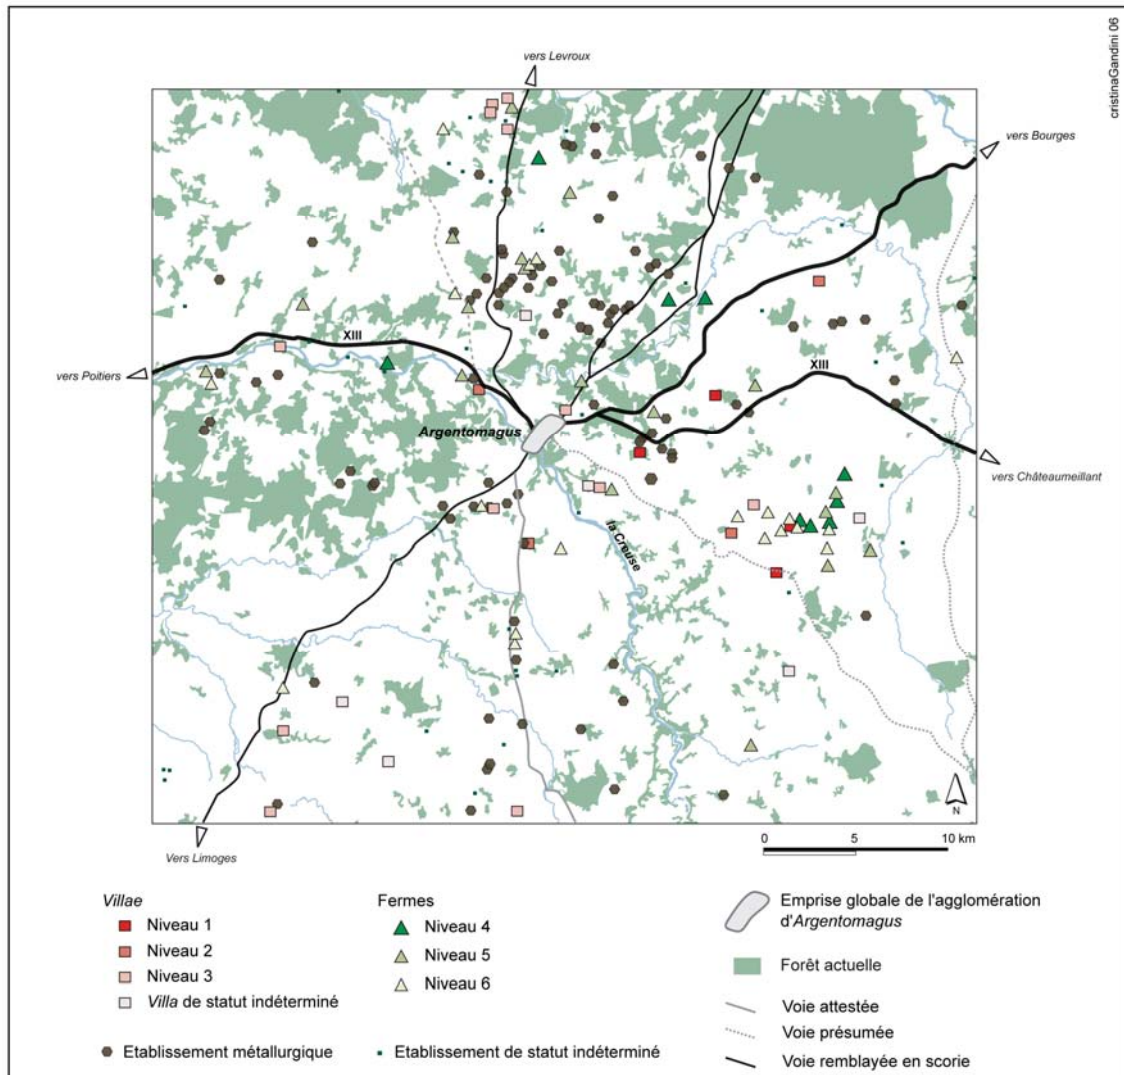 cristinaGandini 06
vers Levroux
vers Bourges
XIII
vers Poitiers
XIII
Argentomagus
vers Châteaumeillant
la Creuse
N
0 5 10 km
Vers Limoges
Villae
Niveau 1
Niveau 2
Niveau 3
Villa de statut indéterminé
Etablissement métallurgique
Fermes
Niveau 4
Niveau 5
Niveau 6
Etablissement de statut indéterminé
Emprise globale de l'agglomération
d'Argentomagus
Forêt actuelle
Voie attestée
Voie présumée
Voie remblayée en scorie